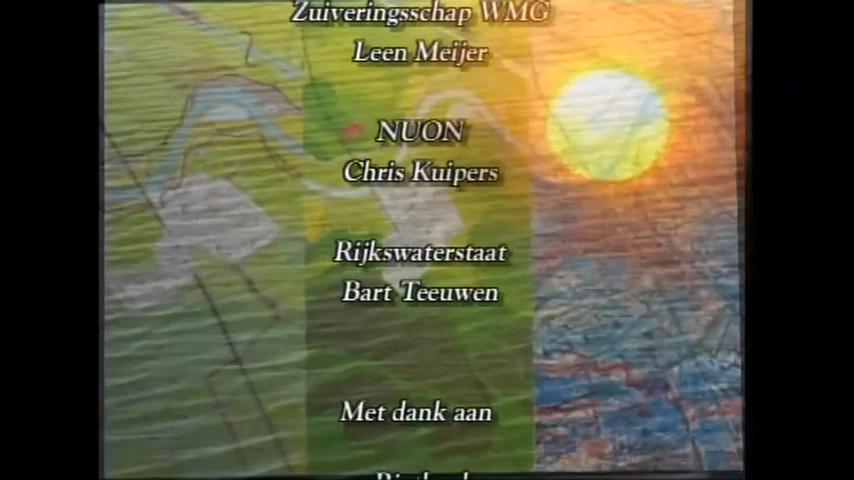 Zuiveringsschap WMG
Leen Meijer
NUON
Chris Kuipers
Rijkswaterstaat
Bart Teeuwen
Met dank aan